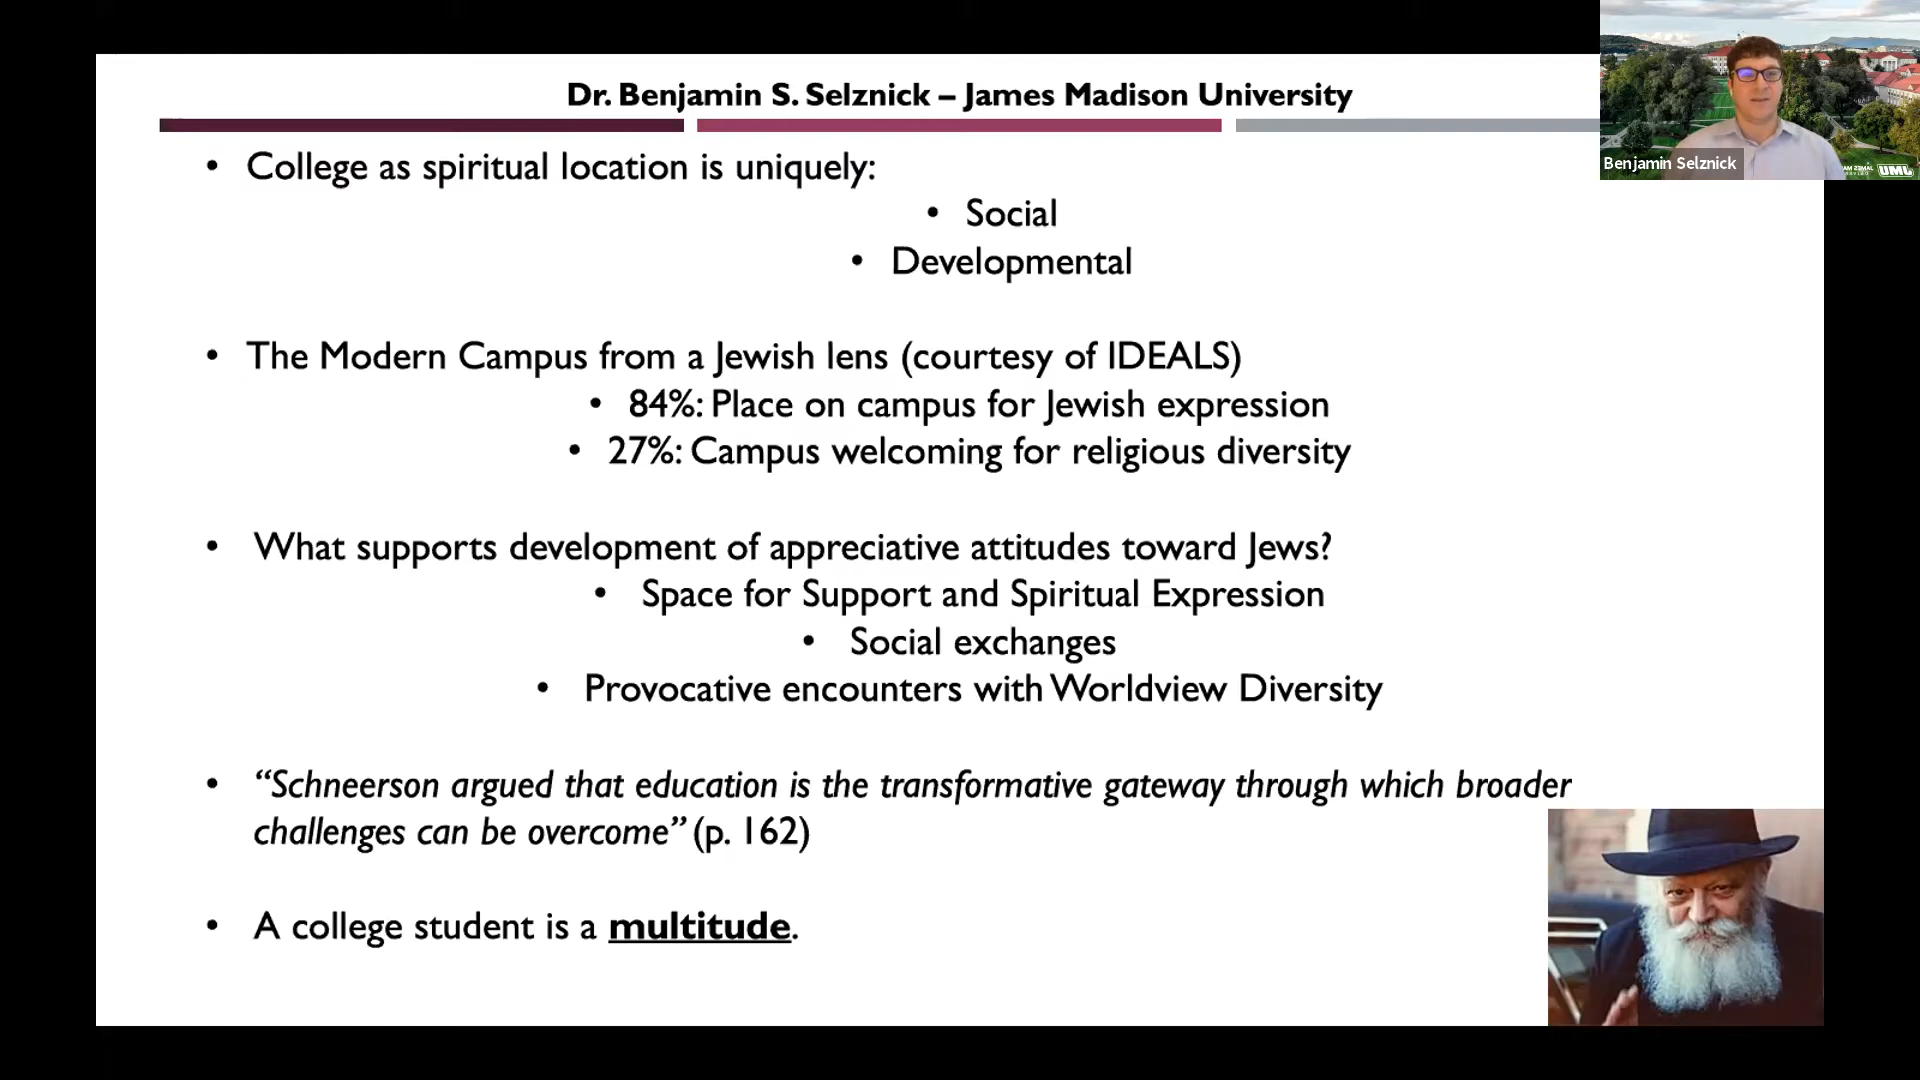 Dr. Benjamin S. Selznick – James Madison University
• College as spiritual location is uniquely:
• Social
• Developmental
• The Modern Campus from a Jewish lens (courtesy of IDEALS)
• 84%: Place on campus for Jewish expression
• 27%: Campus welcoming for religious diversity
• What supports development of appreciative attitudes toward Jews?
• Space for Support and Spiritual Expression
• Social exchanges
• Provocative encounters with Worldview Diversity
• “Schneerson argued that education is the transformative gateway through which broader
challenges can be overcome” (p. 162)
• A college student is a multitude.
Benjamin Selznick